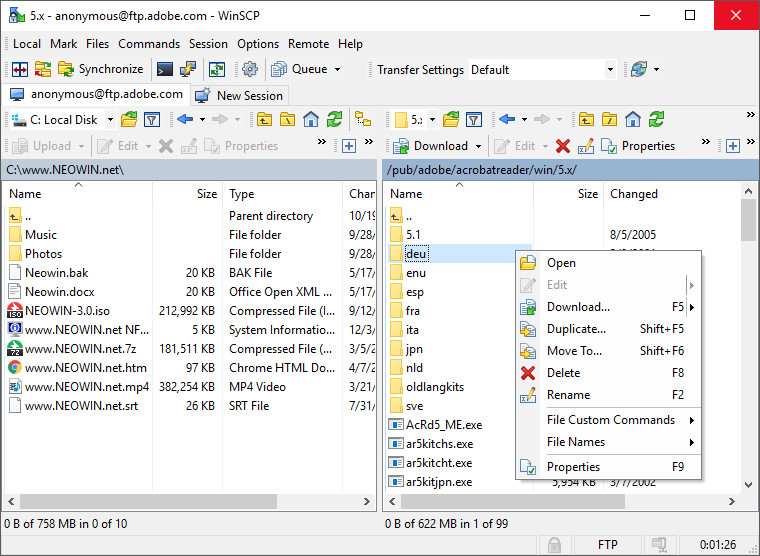 5.x - anonymous@ftp.adobe.com - WinSCP
Local Mark Files Commands Session Options Remote Help
Synchronize Queue Transfer Settings Default
anonymous@ftp.adobe.com New Session
C: Local Disk 5.x
Upload Edit Properties Download Edit Properties
C:\www.NEOWIN.net\ /pub/adobe/acrobatreader/win/5.x/
Name Size Type Chan Name Size Changed
.. Parent directory 10/19 ..
Music File folder 9/28/ 5.1 8/5/2005
Photos File folder 9/28/ deu
Neowin.bak 20 KB BAK File 5/17/ enu
Neowin.docx 20 KB Office Open XML ... 5/17/ esp
NEOWIN-3.0.iso 212,992 KB Compressed File (... 9/12/ fra
www.NEOWIN.net NF... 5 KB System Informatio... 12/3/ ita
www.NEOWIN.net.7z 181,511 KB Compressed File (... 3/5/2 jpn
www.NEOWIN.net.htm 97 KB Chrome HTML Do... 4/7/2 nld
www.NEOWIN.net.mp4 382,254 KB MP4 Video 3/21/ oldlangkits
www.NEOWIN.net.srt 26 KB SRT File 7/31/ sve
AcRd5_ME.exe
ar5kitchs.exe
ar5kitcht.exe
ar5kitjpn.exe 5,954 KB 3/7/2002
Open
Edit
Download... F5
Duplicate... Shift+F5
Move To... Shift+F6
Delete F8
Rename F2
File Custom Commands
File Names
Properties F9
0 B of 758 MB in 0 of 10 0 B of 622 MB in 1 of 99
FTP 0:01:26